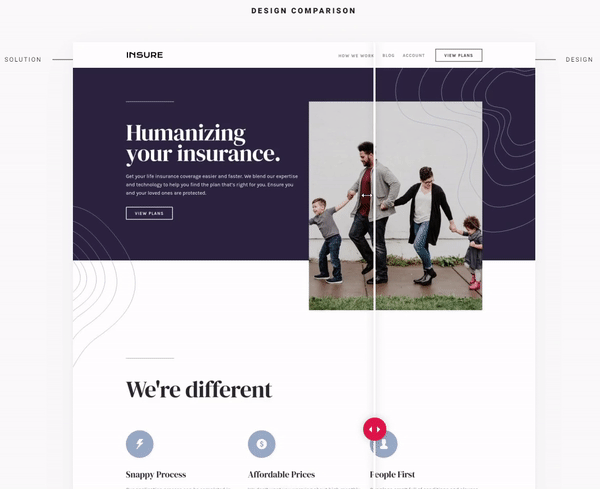 DESIGN COMPARISON
SOLUTION
DESIGN
INSURE
HOW WE WORK
BLOG
ACCOUNT
VIEW PLANS
Humanizing
your insurance.
Get your life insurance coverage easier and faster. We blend our expertise
and technology to help you find the plan that's right for you. Ensure you
and your loved ones are protected.
VIEW PLANS
We're different
Snappy Process
Affordable Prices
People First